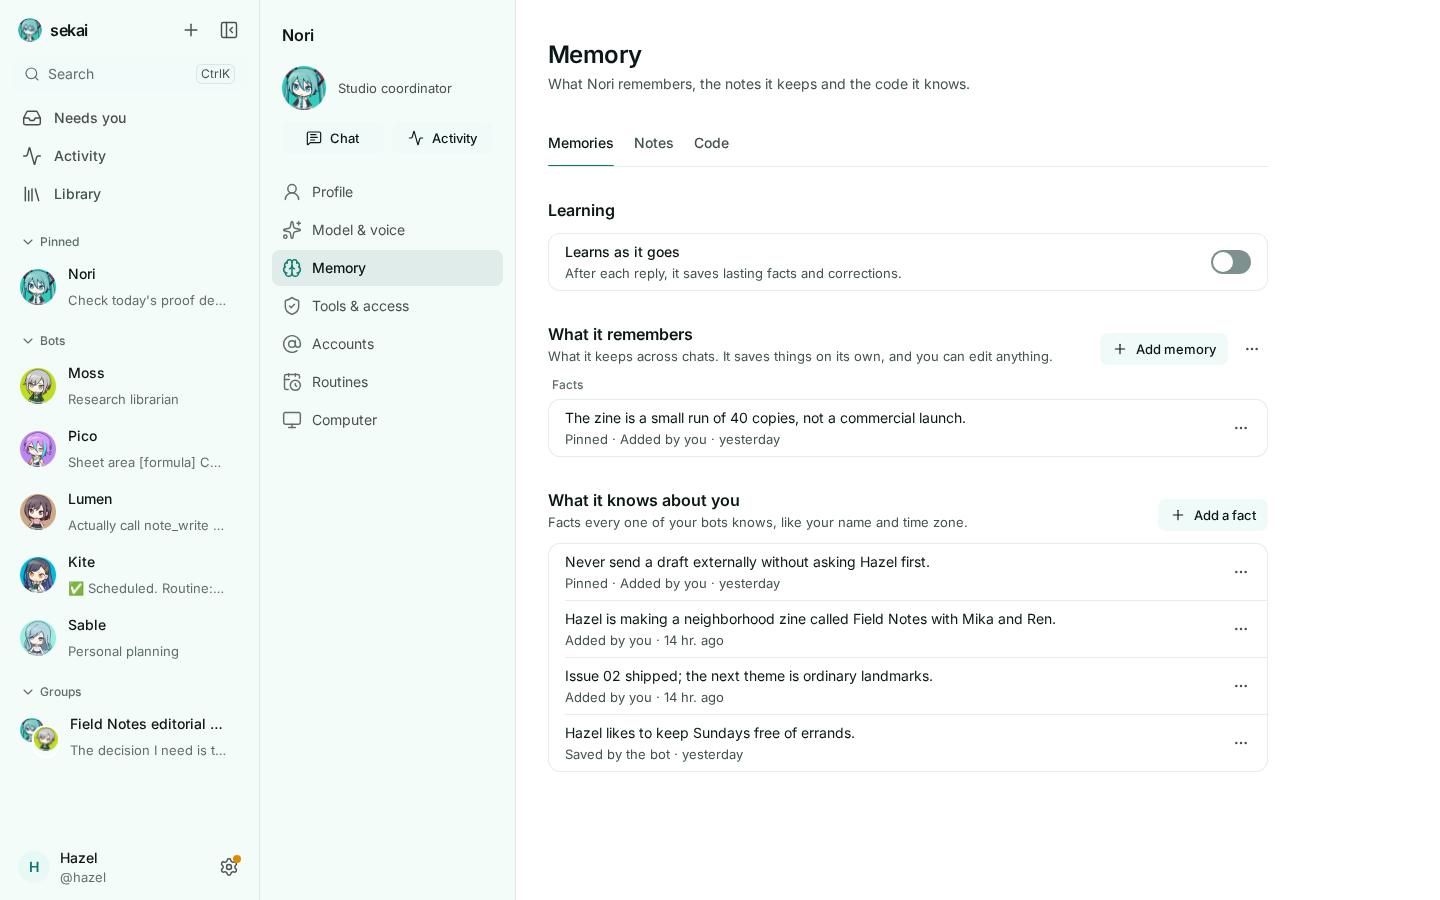 sekai
Search
CtrlK
Needs you
Activity
Library
Pinned
Nori
Check today's proof de...
Bots
Moss
Research librarian
Pico
Sheet area [formula] C...
Lumen
Actually call note_write ...
Kite
✅ Scheduled. Routine:...
Sable
Personal planning
Groups
Field Notes editorial ...
The decision I need is t...
H
Hazel
@hazel
Nori
Studio coordinator
Chat
Activity
Profile
Model & voice
Memory
Tools & access
Accounts
Routines
Computer
Memory
What Nori remembers, the notes it keeps and the code it knows.
Memories Notes Code
Learning
Learns as it goes
After each reply, it saves lasting facts and corrections.
What it remembers
What it keeps across chats. It saves things on its own, and you can edit anything.
Add memory
Facts
The zine is a small run of 40 copies, not a commercial launch.
Pinned · Added by you · yesterday
What it knows about you
Facts every one of your bots knows, like your name and time zone.
Add a fact
Never send a draft externally without asking Hazel first.
Pinned · Added by you · yesterday
Hazel is making a neighborhood zine called Field Notes with Mika and Ren.
Added by you · 14 hr. ago
Issue 02 shipped; the next theme is ordinary landmarks.
Added by you · 14 hr. ago
Hazel likes to keep Sundays free of errands.
Saved by the bot · yesterday